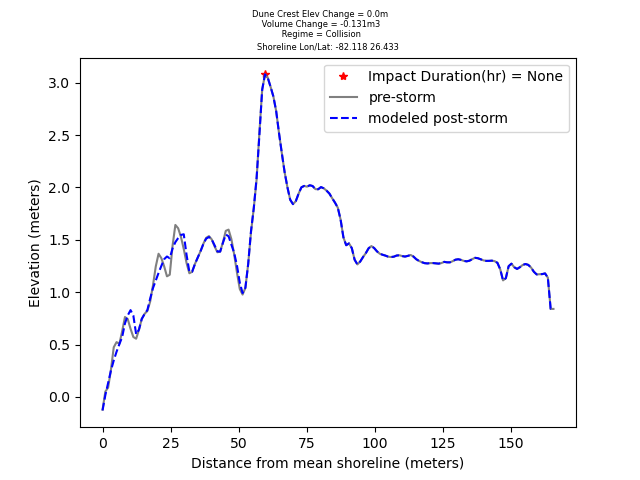 Dune Crest Elev Change = 0.0m
Volume Change = -0.131m3
Regime = Collision
Shoreline Lon/Lat: -82.118 26.433
Impact Duration(hr) = None
pre-storm
modeled post-storm
Elevation (meters)
3.0
2.5
2.0
1.5
1.0
0.5
0.0
0 25 50 75 100 125 150
Distance from mean shoreline (meters)